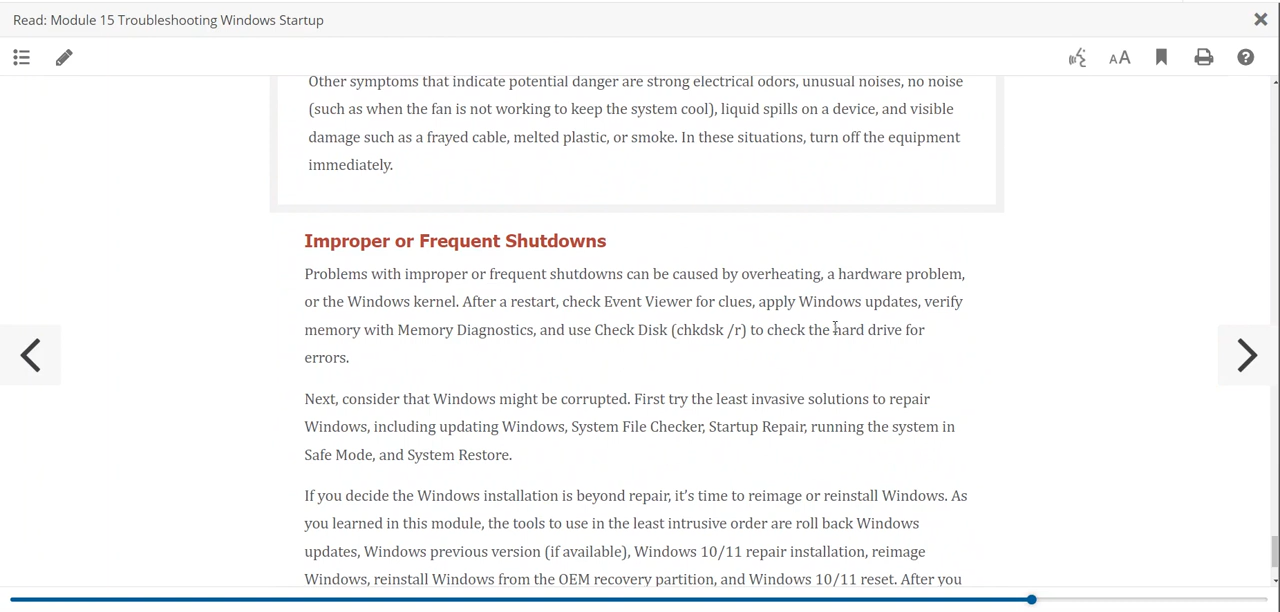 Read: Module 15 Troubleshooting Windows Startup
AA
Other symptoms that indicate potential danger are strong electrical odors, unusual noises, no noise
(such as when the fan is not working to keep the system cool), liquid spills on a device, and visible
damage such as a frayed cable, melted plastic, or smoke. In these situations, turn off the equipment
immediately.
Improper or Frequent Shutdowns
Problems with improper or frequent shutdowns can be caused by overheating, a hardware problem,
or the Windows kernel. After a restart, check Event Viewer for clues, apply Windows updates, verify
memory with Memory Diagnostics, and use Check Disk (chkdsk /r) to check the hard drive for
errors.
Next, consider that Windows might be corrupted. First try the least invasive solutions to repair
Windows, including updating Windows, System File Checker, Startup Repair, running the system in
Safe Mode, and System Restore.
If you decide the Windows installation is beyond repair, it's time to reimage or reinstall Windows. As
you learned in this module, the tools to use in the least intrusive order are roll back Windows
updates, Windows previous version (if available), Windows 10/11 repair installation, reimage
Windows, reinstall Windows from the OEM recovery partition, and Windows 10/11 reset. After you